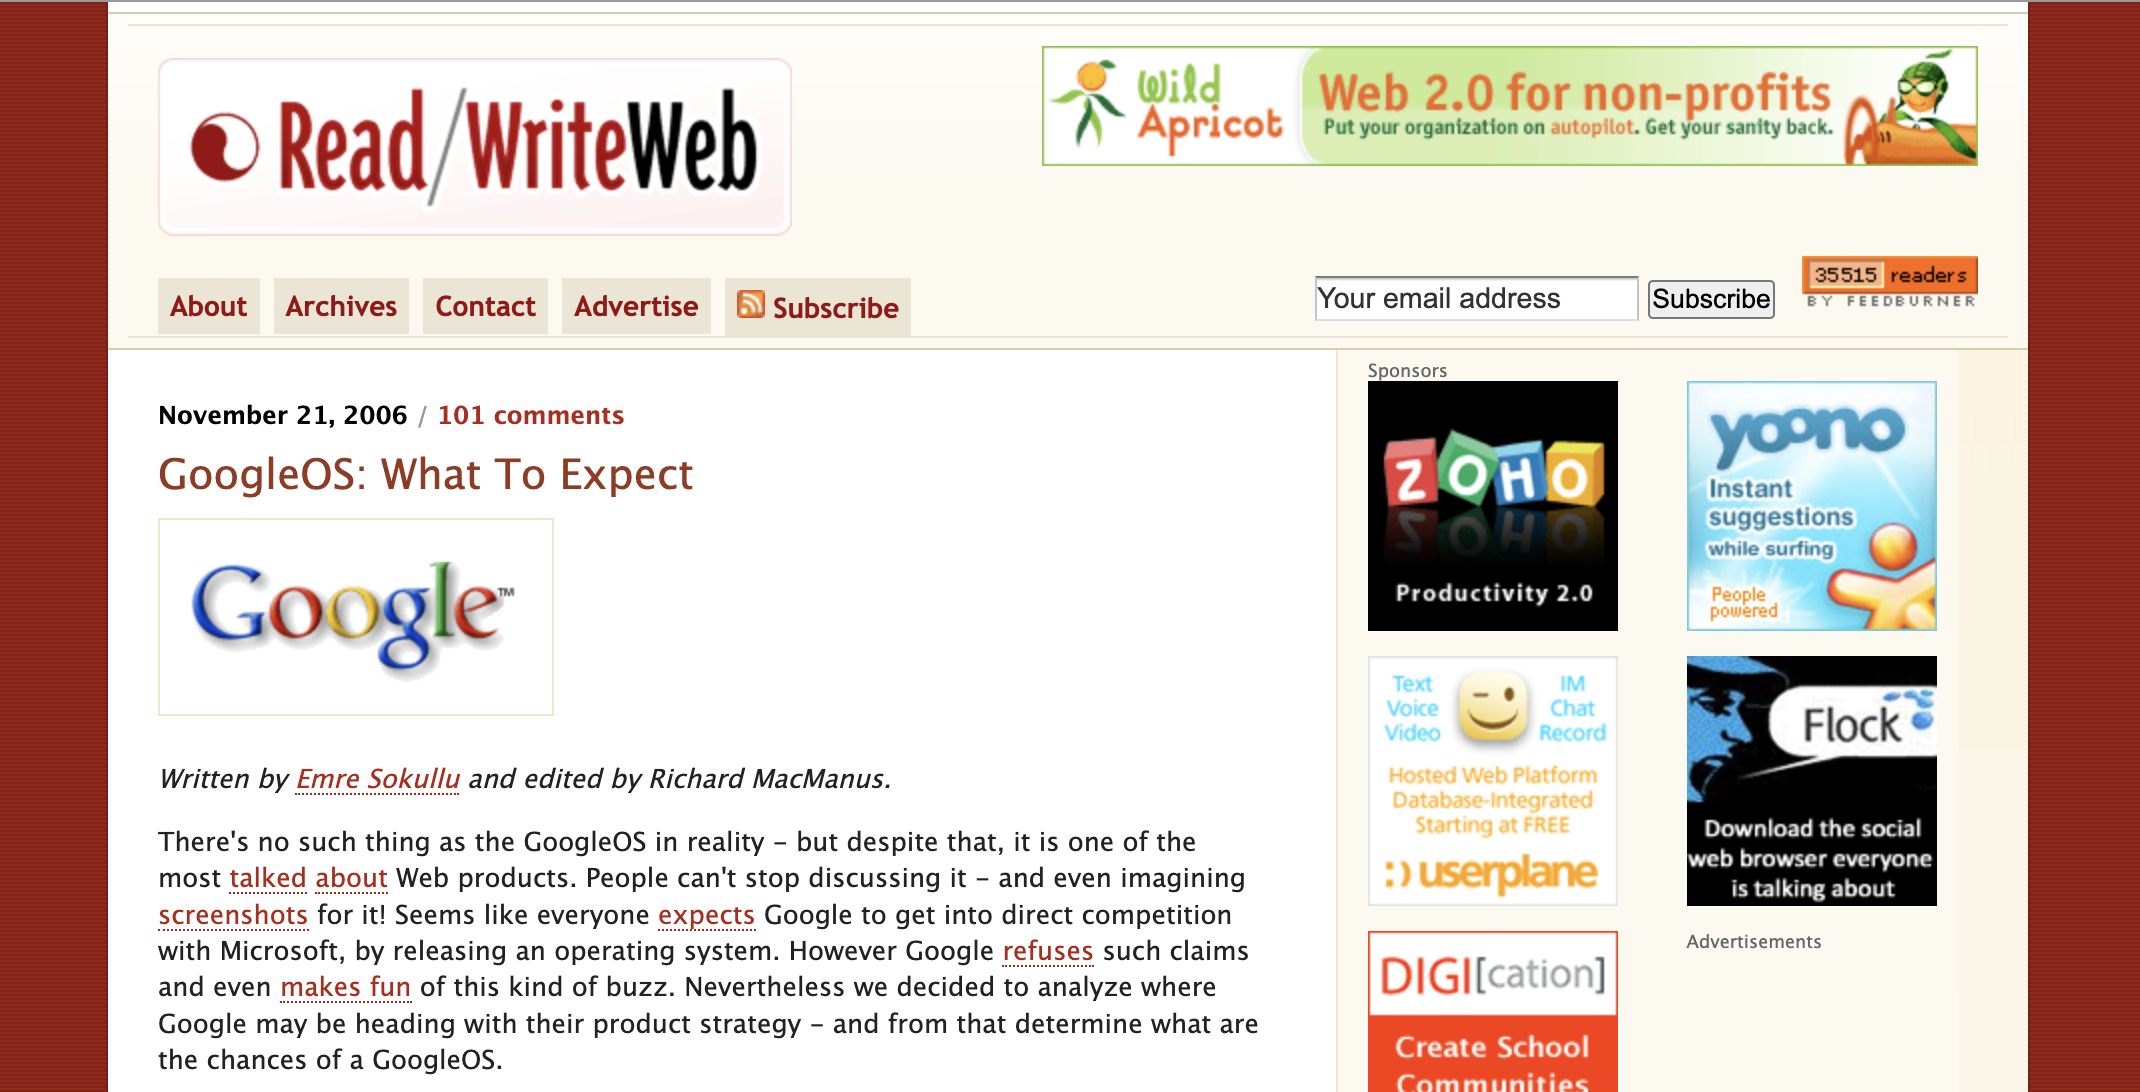 Read/WriteWeb
Wild
Apricot
Web 2.0 for non-profits
Put your organization on autopilot. Get your sanity back.
About
Archives
Contact
Advertise
Subscribe
Your email address
Subscribe
35515 readers
BY FEEDBURNER
November 21, 2006 / 101 comments
GoogleOS: What To Expect
Google™
Written by Emre Sokullu and edited by Richard MacManus.
There's no such thing as the GoogleOS in reality – but despite that, it is one of the
most talked about Web products. People can't stop discussing it – and even imagining
screenshots for it! Seems like everyone expects Google to get into direct competition
with Microsoft, by releasing an operating system. However Google refuses such claims
and even makes fun of this kind of buzz. Nevertheless we decided to analyze where
Google may be heading with their product strategy – and from that determine what are
the chances of a GoogleOS.
Sponsors
ZOHO
Productivity 2.0
yoono
Instant
suggestions
while surfing
People
powered
Text
Voice
Video
IM
Chat
Record
Hosted Web Platform
Database-Integrated
Starting at FREE
:) userplane
Flock
Download the social
web browser everyone
is talking about
DIGI[cation]
Create School
Communities
Advertisements